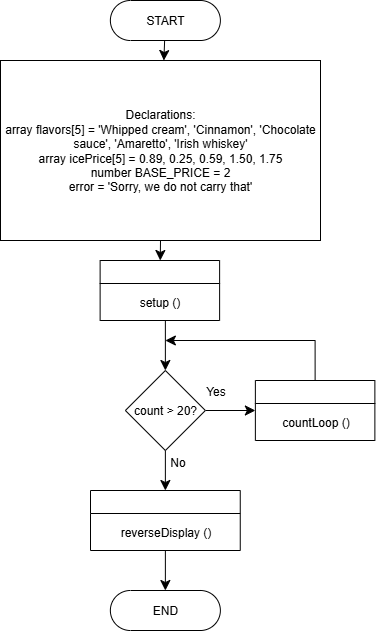 START
Declarations:
array flavors[5] = 'Whipped cream', 'Cinnamon', 'Chocolate
sauce', 'Amaretto', 'Irish whiskey'
array icePrice[5] = 0.89, 0.25, 0.59, 1.50, 1.75
number BASE_PRICE = 2
error = 'Sorry, we do not carry that'
setup ()
count > 20?
Yes
countLoop ()
No
reverseDisplay ()
END